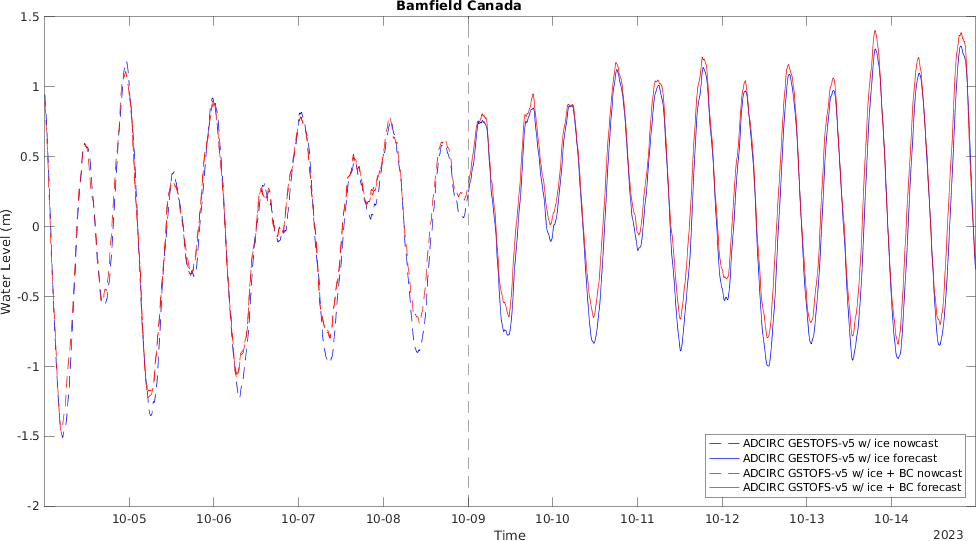 Bamfield Canada
1.5
1
0.5
0
-0.5
-1
-1.5
-2
Water Level (m)
10-05 10-06 10-07 10-08 10-09 10-10 10-11 10-12 10-13 10-14
Time
2023
ADCIRC GESTOFS-v5 w/ ice nowcast
ADCIRC GESTOFS-v5 w/ ice forecast
ADCIRC GSTOFS-v5 w/ ice + BC nowcast
ADCIRC GSTOFS-v5 w/ ice + BC forecast